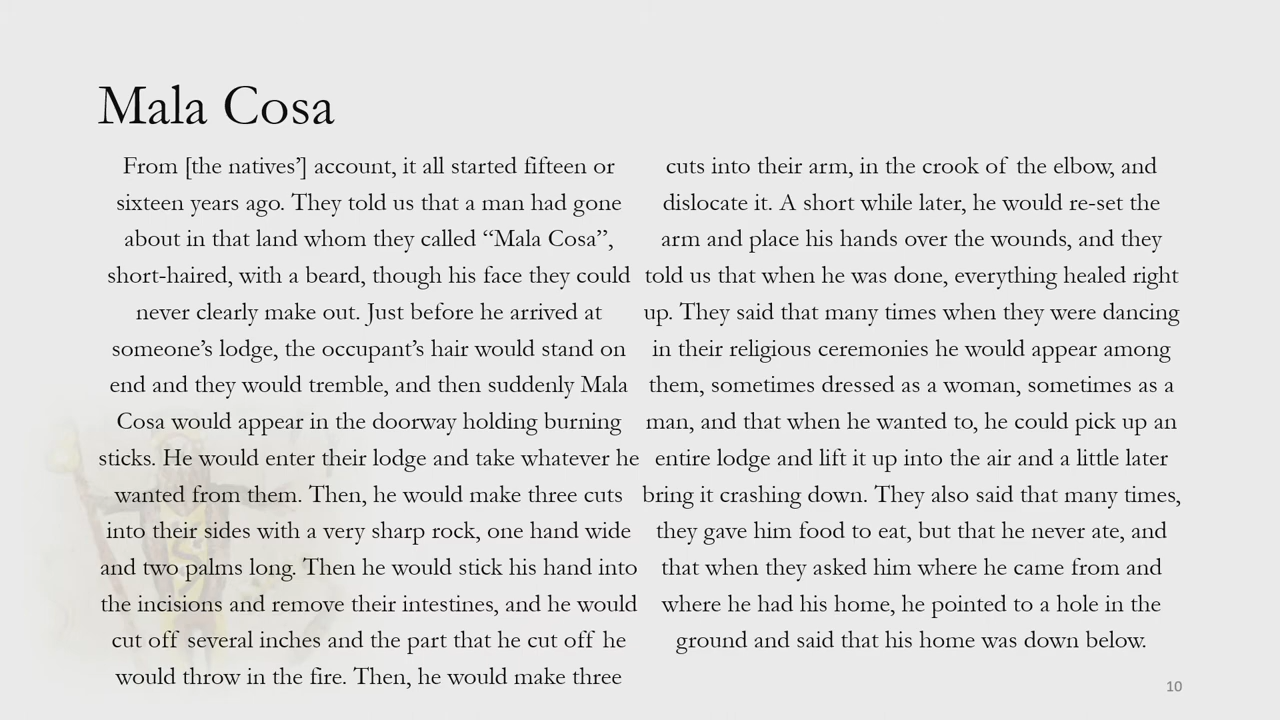 Mala Cosa
From [the natives’] account, it all started fifteen or
sixteen years ago. They told us that a man had gone
about in that land whom they called “Mala Cosa”,
short-haired, with a beard, though his face they could
never clearly make out. Just before he arrived at
someone’s lodge, the occupant’s hair would stand on
end and they would tremble, and then suddenly Mala
Cosa would appear in the doorway holding burning
sticks. He would enter their lodge and take whatever he
wanted from them. Then, he would make three cuts
into their sides with a very sharp rock, one hand wide
and two palms long. Then he would stick his hand into
the incisions and remove their intestines, and he would
cut off several inches and the part that he cut off he
would throw in the fire. Then, he would make three
cuts into their arm, in the crook of the elbow, and
dislocate it. A short while later, he would re-set the
arm and place his hands over the wounds, and they
told us that when he was done, everything healed right
up. They said that many times when they were dancing
in their religious ceremonies he would appear among
them, sometimes dressed as a woman, sometimes as a
man, and that when he wanted to, he could pick up an
entire lodge and lift it up into the air and a little later
bring it crashing down. They also said that many times,
they gave him food to eat, but that he never ate, and
that when they asked him where he came from and
where he had his home, he pointed to a hole in the
ground and said that his home was down below.
10